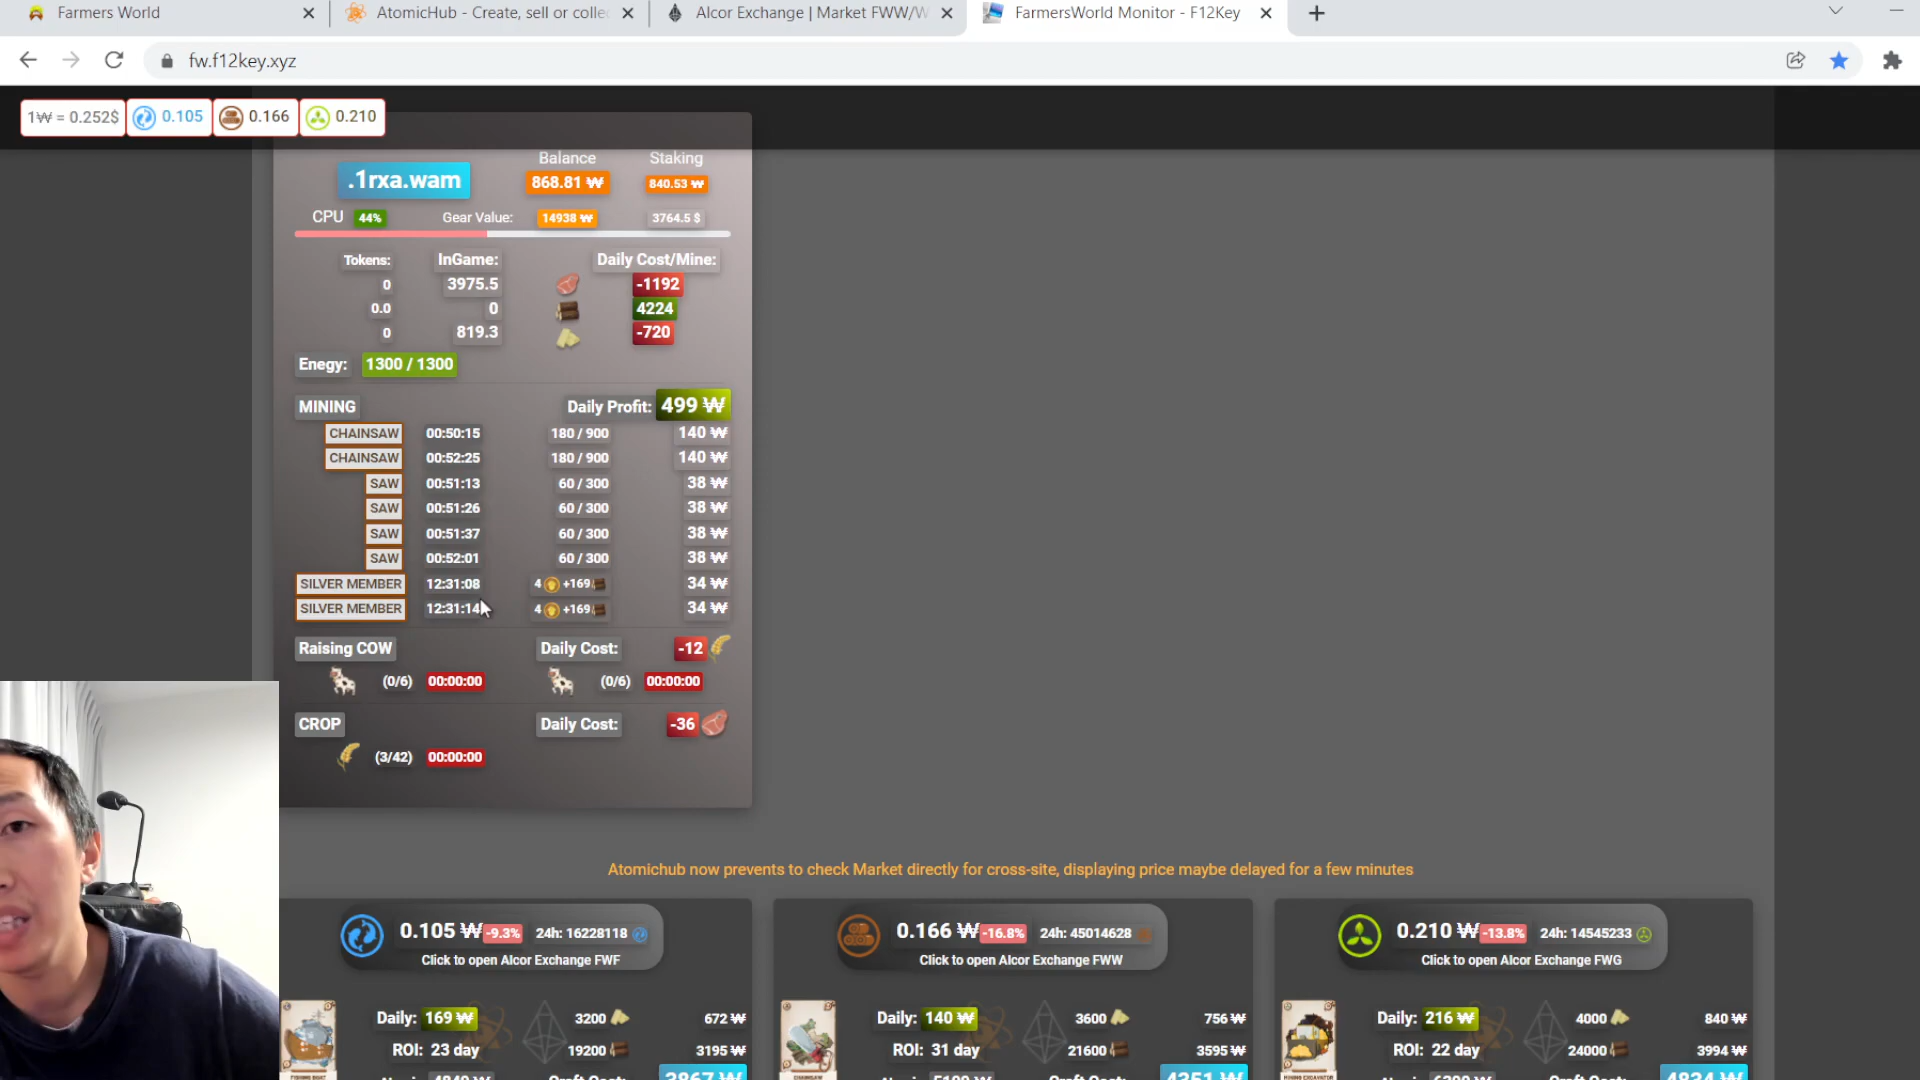 Farmers World
AtomicHub - Create, sell or colle
Alcor Exchange | Market FWW/W
FarmersWorld Monitor - F12Key
fw.f12key.xyz
1₩ = 0.252$ 0.105 0.166 0.210
Balance Staking
.1rxa.wam 868.81 ₩ 840.53 ₩
CPU 44% Gear Value: 14938 ₩ 3764.5 $
Tokens: InGame: Daily Cost/Mine:
0 3975.5 -1192
0.0 0 4224
0 819.3 -720
Enegy: 1300 / 1300
MINING Daily Profit: 499 ₩
CHAINSAW 00:50:15 180 / 900 140 ₩
CHAINSAW 00:52:25 180 / 900 140 ₩
SAW 00:51:13 60 / 300 38 ₩
SAW 00:51:26 60 / 300 38 ₩
SAW 00:51:37 60 / 300 38 ₩
SAW 00:52:01 60 / 300 38 ₩
SILVER MEMBER 12:31:08 4 +169 34 ₩
SILVER MEMBER 12:31:14 4 +169 34 ₩
Raising COW Daily Cost: -12
(0/6) 00:00:00 (0/6) 00:00:00
CROP Daily Cost: -36
(3/42) 00:00:00
Atomichub now prevents to check Market directly for cross-site, displaying price maybe delayed for a few minutes
0.105 ₩ -9.3% 24h: 16228118
Click to open Alcor Exchange FWF
0.166 ₩ -16.8% 24h: 45014628
Click to open Alcor Exchange FWW
0.210 ₩ -13.8% 24h: 14545233
Click to open Alcor Exchange FWG
Daily: 169 ₩ 3200 672 ₩
ROI: 23 day 19200 3195 ₩
3867 ₩
Daily: 140 ₩ 3600 756 ₩
ROI: 31 day 21600 3595 ₩
4351 ₩
Daily: 216 ₩ 4000 840 ₩
ROI: 22 day 24000 3994 ₩
4834 ₩